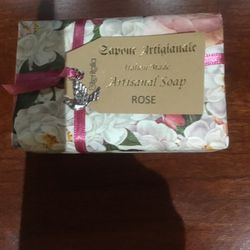 Sapone Artigianale
Italian Made
Artisanal Soap
ROSE